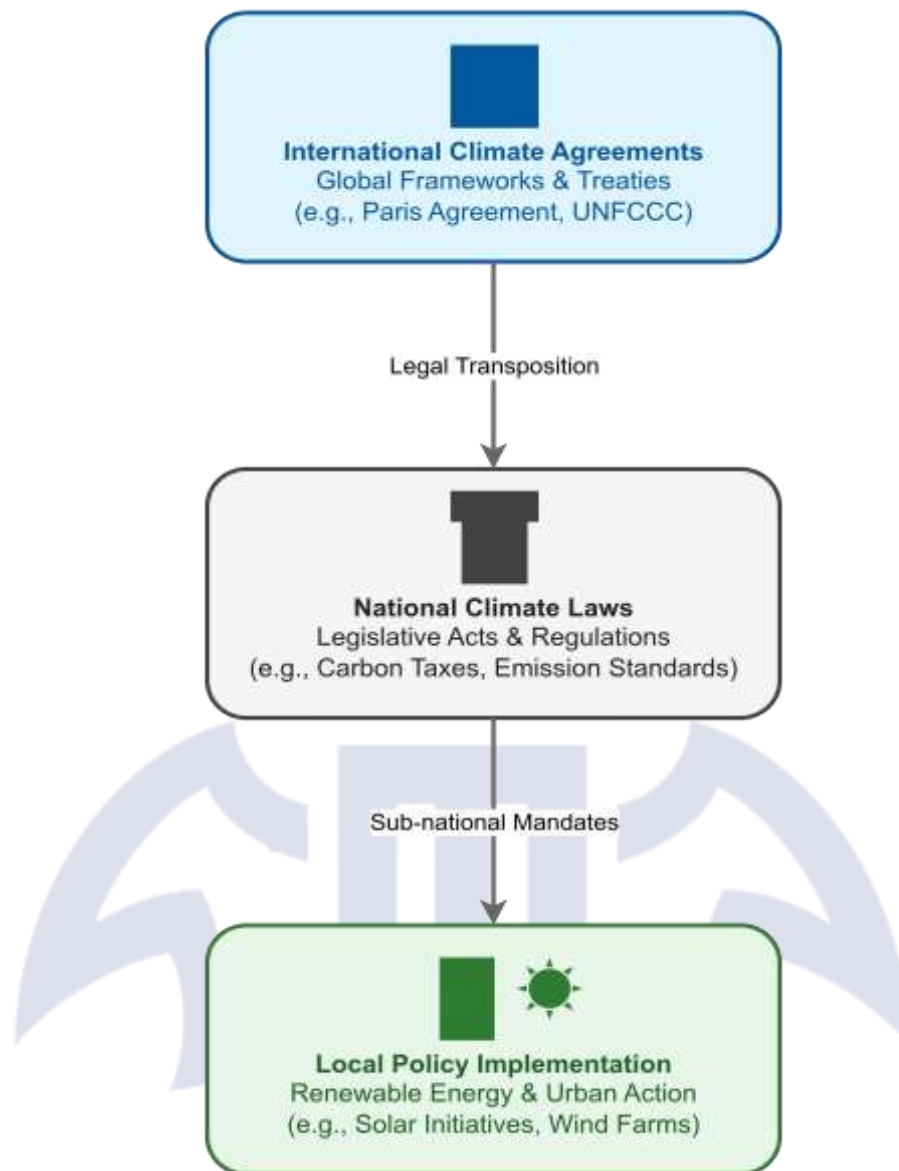 International Climate Agreements
Global Frameworks & Treaties
(e.g., Paris Agreement, UNFCCC)
Legal Transposition
National Climate Laws
Legislative Acts & Regulations
(e.g., Carbon Taxes, Emission Standards)
Sub-national Mandates
Local Policy Implementation
Renewable Energy & Urban Action
(e.g., Solar Initiatives, Wind Farms)